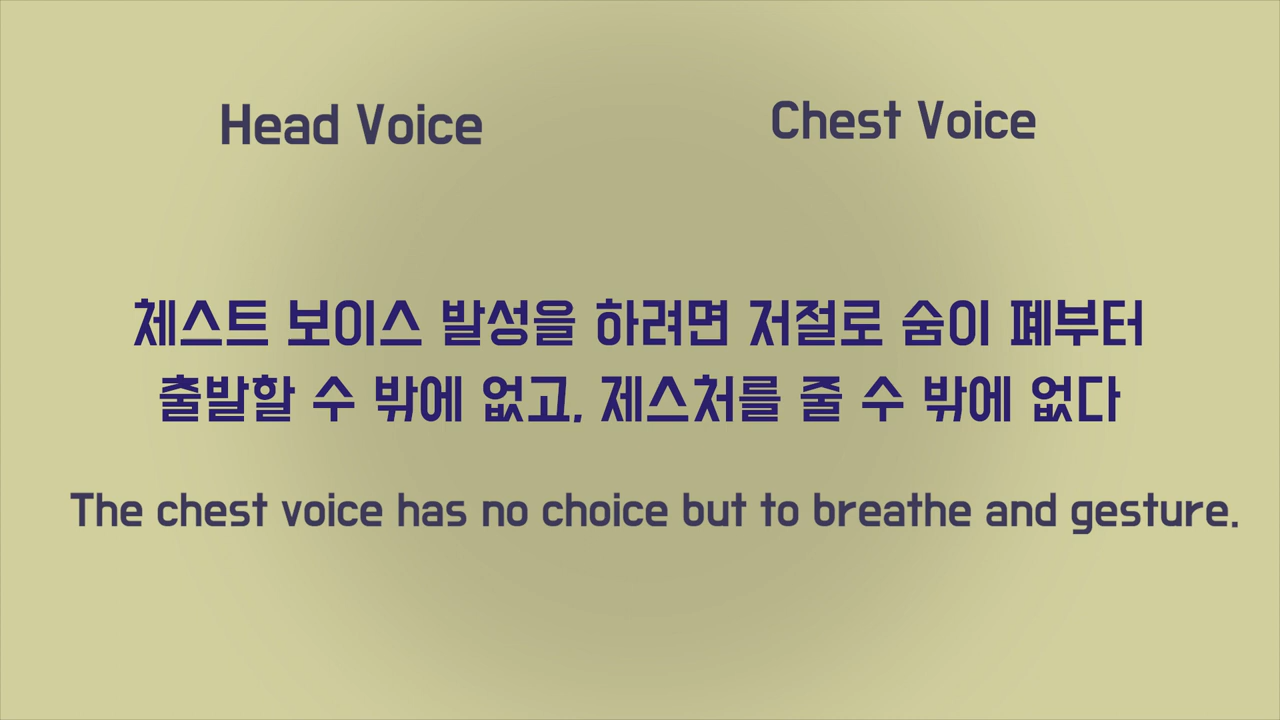 Head Voice
Chest Voice
체스트 보이스 발성을 하려면 저절로 숨이 폐부터
출발할 수 밖에 없고, 제스처를 줄 수 밖에 없다
The chest voice has no choice but to breathe and gesture.